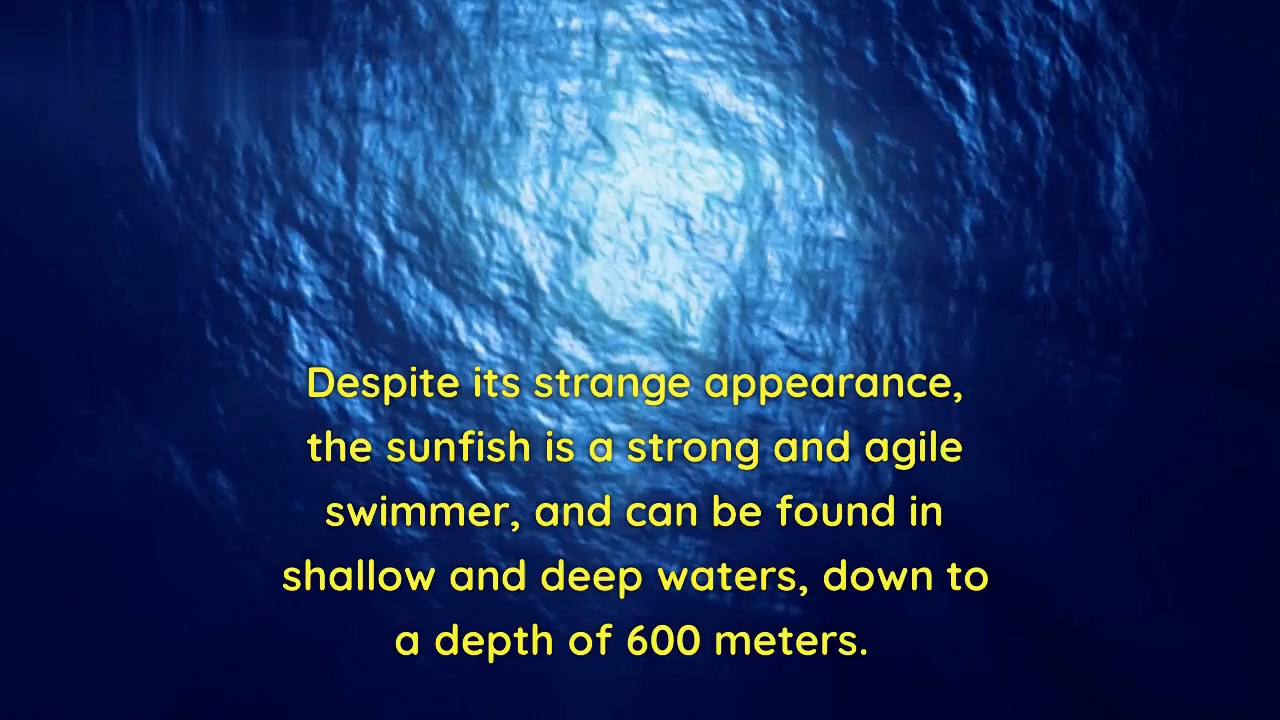 Despite its strange appearance,
the sunfish is a strong and agile
swimmer, and can be found in
shallow and deep waters, down to
a depth of 600 meters.